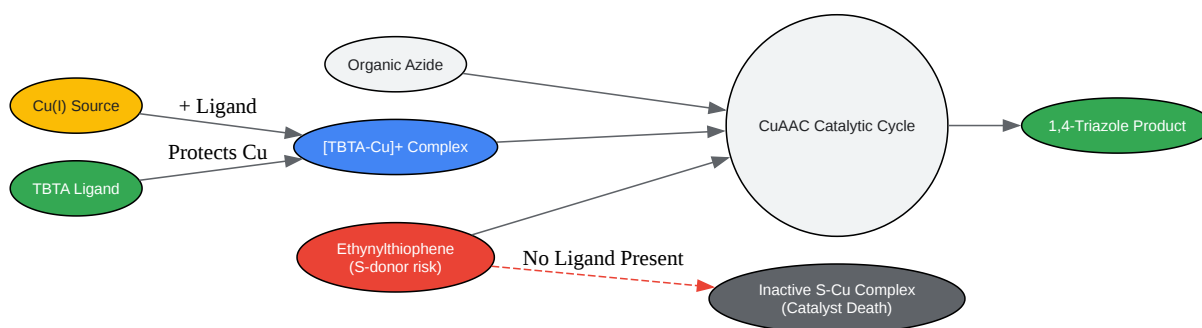 Organic Azide
Cu(I) Source
+ Ligand
CuAAC Catalytic Cycle
1,4-Triazole Product
[TBTA-Cu]+ Complex
Protects Cu
TBTA Ligand
Ethynylthiophene
(S-donor risk)
No Ligand Present
Inactive S-Cu Complex
(Catalyst Death)